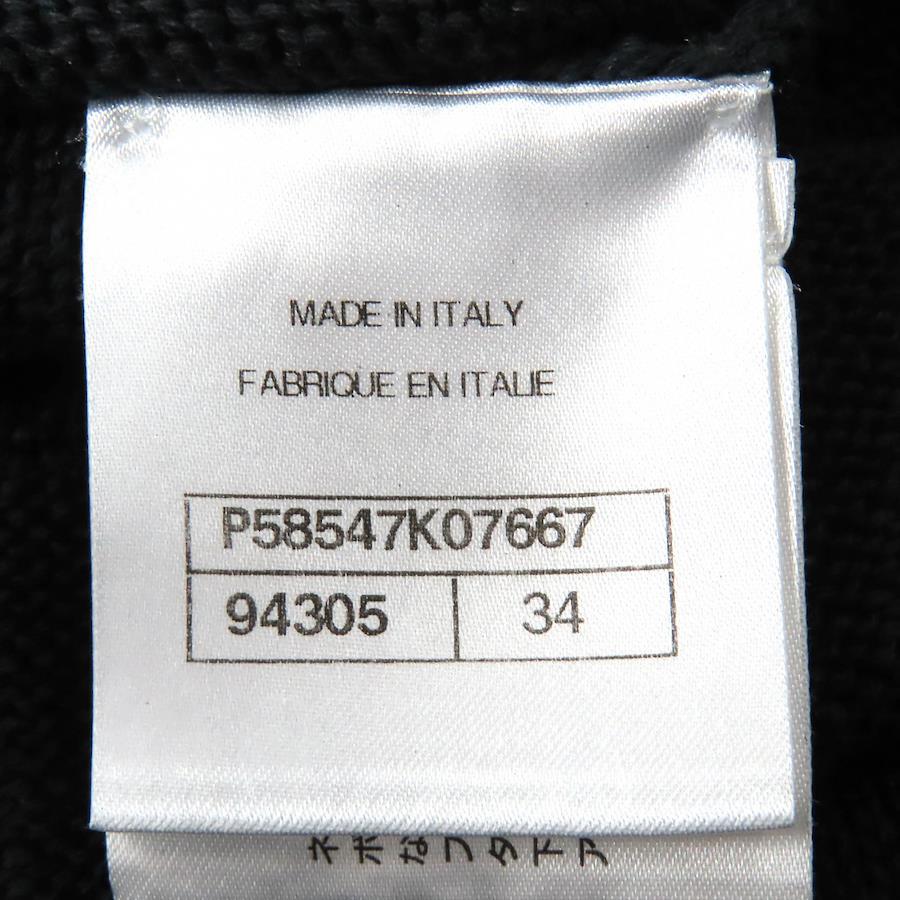 MADE IN ITALY
FABRIQUE EN ITALIE
P58547K07667
94305 34